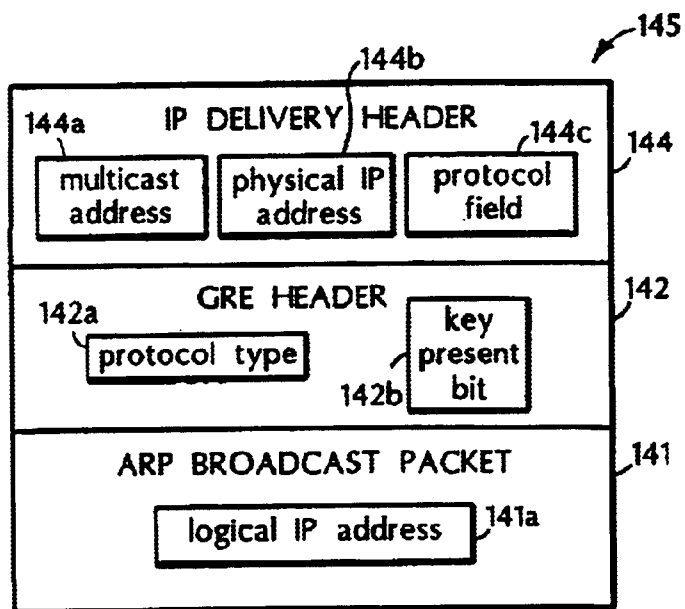 145
144b
IP DELIVERY HEADER
144a
144c
144
multicast address
physical IP address
protocol field
GRE HEADER
142
142a
protocol type
key present bit
142b
ARP BROADCAST PACKET
141
logical IP address
141a